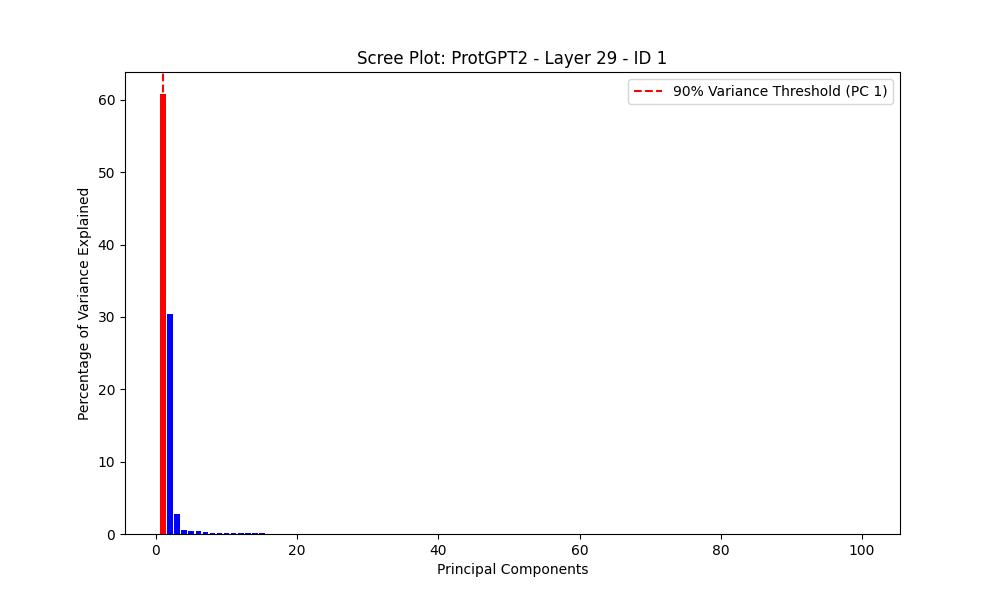 Scree Plot: ProtGPT2 - Layer 29 - ID 1
90% Variance Threshold (PC 1)
Percentage of Variance Explained
60
50
40
30
20
10
0
0 20 40 60 80 100
Principal Components